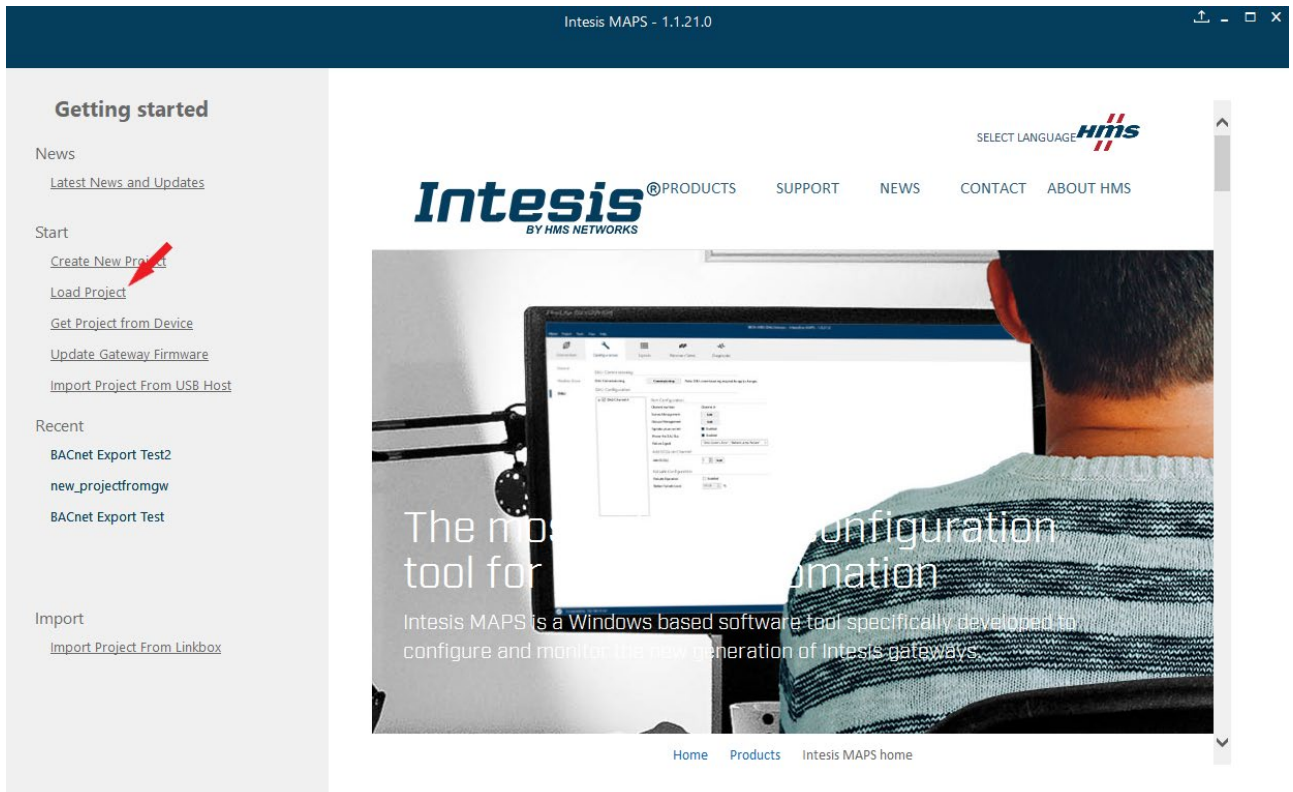 Intesis MAPS - 1.1.21.0
Getting started
News
Latest News and Updates
Start
Create New Project
Load Project
Get Project from Device
Update Gateway Firmware
Import Project From USB Host
Recent
BACnet Export Test2
new_projectfromgw
BACnet Export Test
Import
Import Project From Linkbox
SELECT LANGUAGE
HMS
Intesis®
BY HMS NETWORKS
PRODUCTS SUPPORT NEWS CONTACT ABOUT HMS
The configuration
tool for
Intesis MAPS is a Windows based software tool specifically developed to
configure and monitor the new generation of Intesis gateways.
Home Products Intesis MAPS home